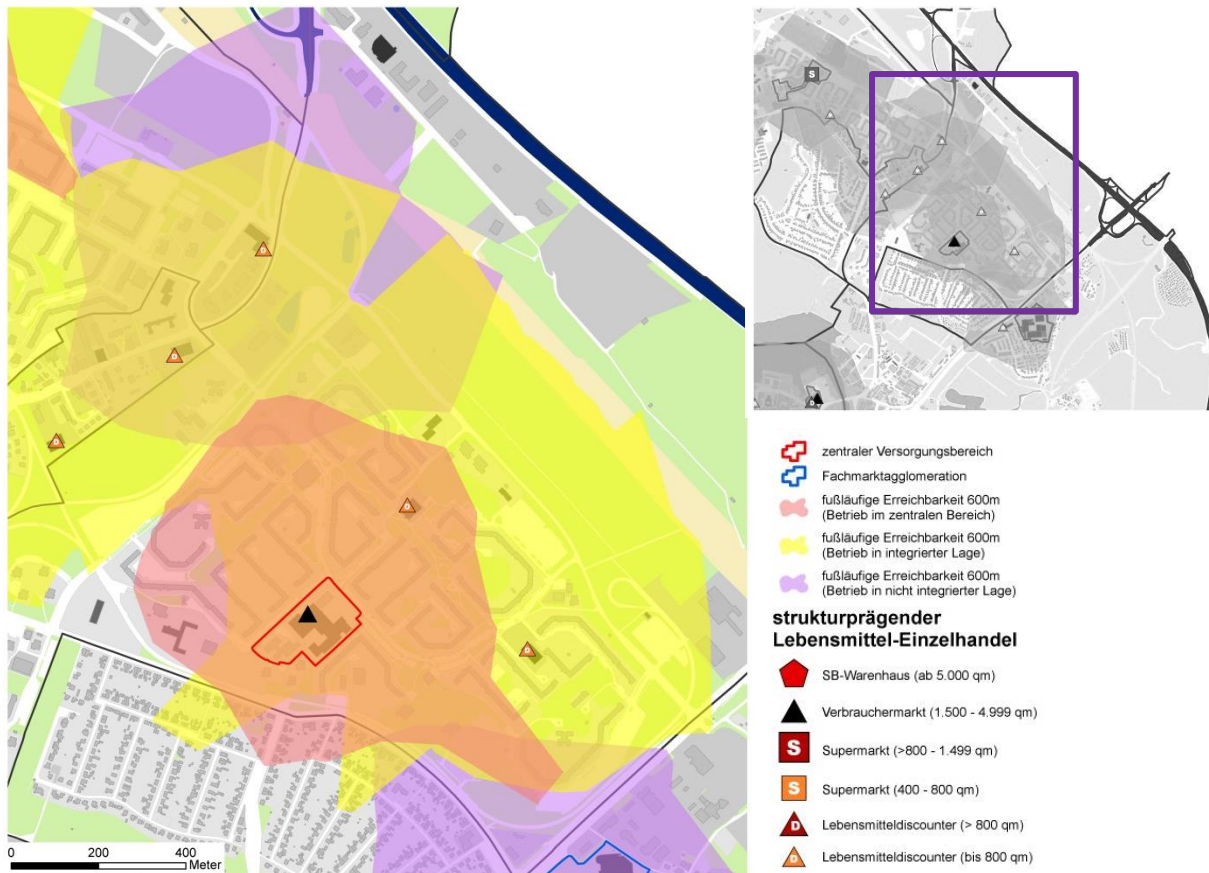 S
D
D
D
D
D
D
0 200 400
Meter
S
D
zentraler Versorgungsbereich
Fachmarktagglomeration
fußläufige Erreichbarkeit 600m
(Betrieb im zentralen Bereich)
fußläufige Erreichbarkeit 600m
(Betrieb in integrierter Lage)
fußläufige Erreichbarkeit 600m
(Betrieb in nicht integrierter Lage)
strukturprägender
Lebensmittel-Einzelhandel
SB-Warenhaus (ab 5.000 qm)
Verbrauchermarkt (1.500 - 4.999 qm)
S Supermarkt (>800 - 1.499 qm)
S Supermarkt (400 - 800 qm)
D Lebensmitteldiscounter (> 800 qm)
D Lebensmitteldiscounter (bis 800 qm)